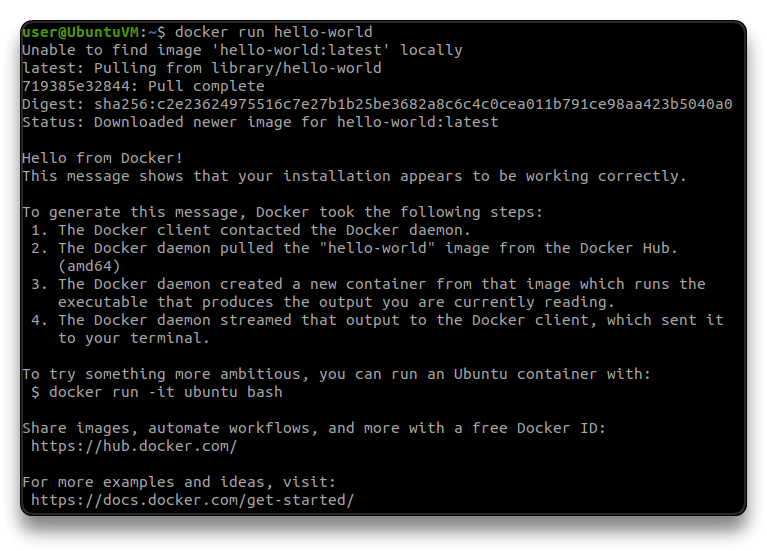 user@UbuntuVM:~$ docker run hello-world
Unable to find image 'hello-world:latest' locally
latest: Pulling from library/hello-world
719385e32844: Pull complete
Digest: sha256:c2e23624975516c7e27b1b25be3682a8c6c4c0cea011b791ce98aa423b5040a0
Status: Downloaded newer image for hello-world:latest
Hello from Docker!
This message shows that your installation appears to be working correctly.
To generate this message, Docker took the following steps:
1. The Docker client contacted the Docker daemon.
2. The Docker daemon pulled the "hello-world" image from the Docker Hub.
(amd64)
3. The Docker daemon created a new container from that image which runs the
executable that produces the output you are currently reading.
4. The Docker daemon streamed that output to the Docker client, which sent it
to your terminal.
To try something more ambitious, you can run an Ubuntu container with:
$ docker run -it ubuntu bash
Share images, automate workflows, and more with a free Docker ID:
https://hub.docker.com/
For more examples and ideas, visit:
https://docs.docker.com/get-started/